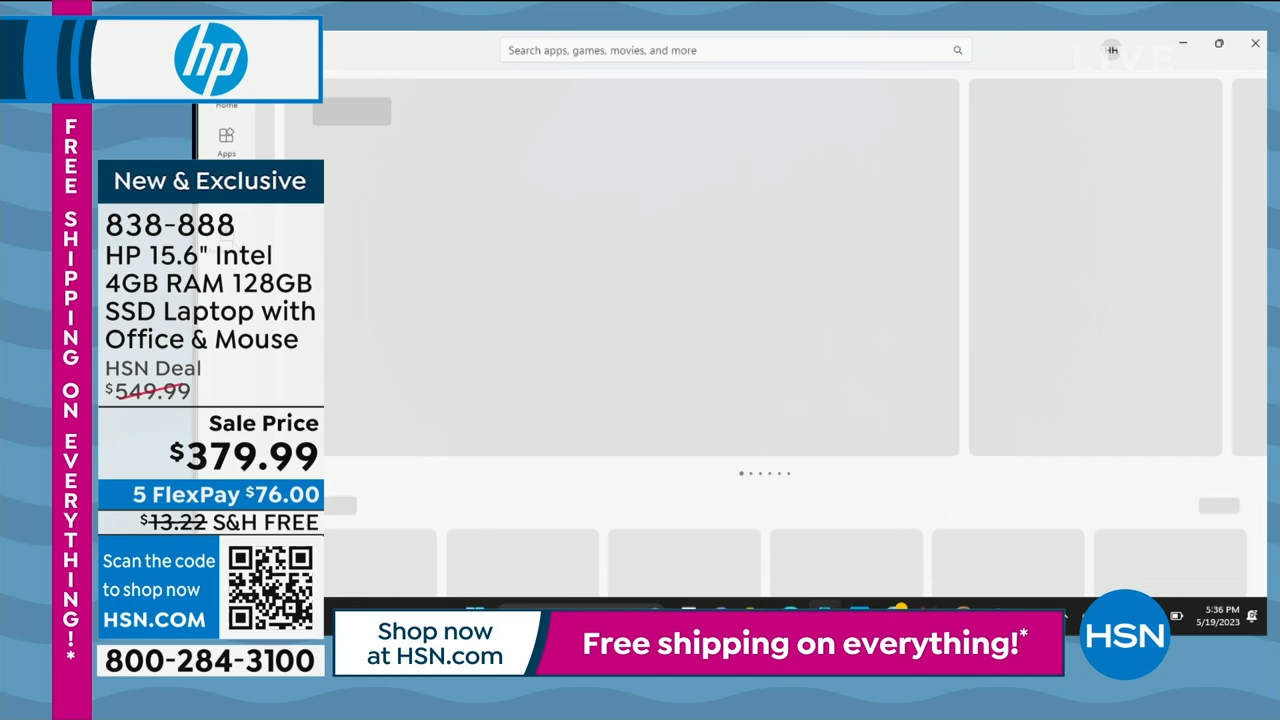 hp
FREE SHIPPING ON EVERYTHING!*
Search apps, games, movies, and more
HH
LIVE
Home
Apps
New & Exclusive
838-888
HP 15.6" Intel
4GB RAM 128GB
SSD Laptop with
Office & Mouse
HSN Deal
$549.99
Sale Price
$379.99
5 FlexPay $76.00
$13.22 S&H FREE
Scan the code
to shop now
HSN.COM
800-284-3100
Shop now
at HSN.com
Free shipping on everything!*
HSN
5:36 PM
5/19/2023